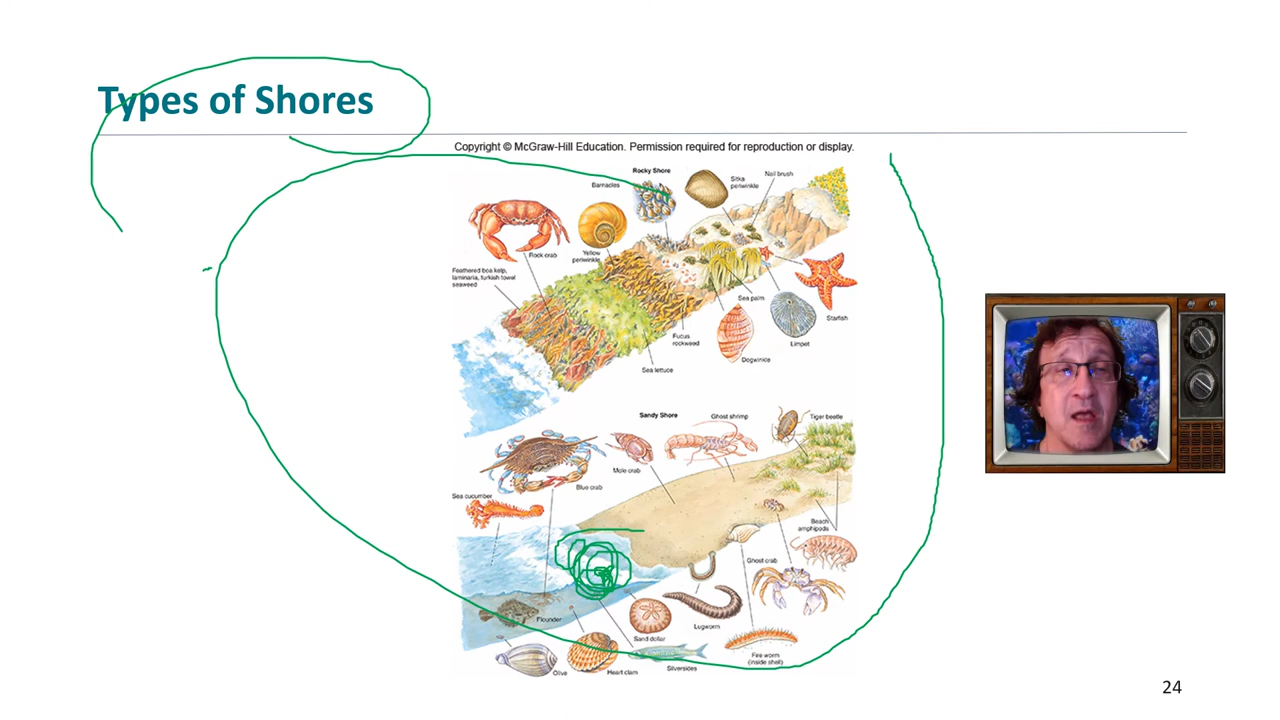 Types of Shores
Copyright © McGraw-Hill Education. Permission required for reproduction or display.
Rocky Shore
Barnacles
Sitka
periwinkle
Nail brush
Rock crab
Yellow
periwinkle
Feathered boa kelp,
laminaria, turkish towel
seaweed
Sea palm
Starfish
Limpet
Fucus
rockweed
Dogwinkle
Sea lettuce
Sandy Shore
Ghost shrimp
Tiger beetle
Mole crab
Blue crab
Sea cucumber
Beach
amphipods
Ghost crab
Flounder
Lugworm
Sand dollar
Fire worm
(inside shell)
Silversides
Olive
Heart clam
24